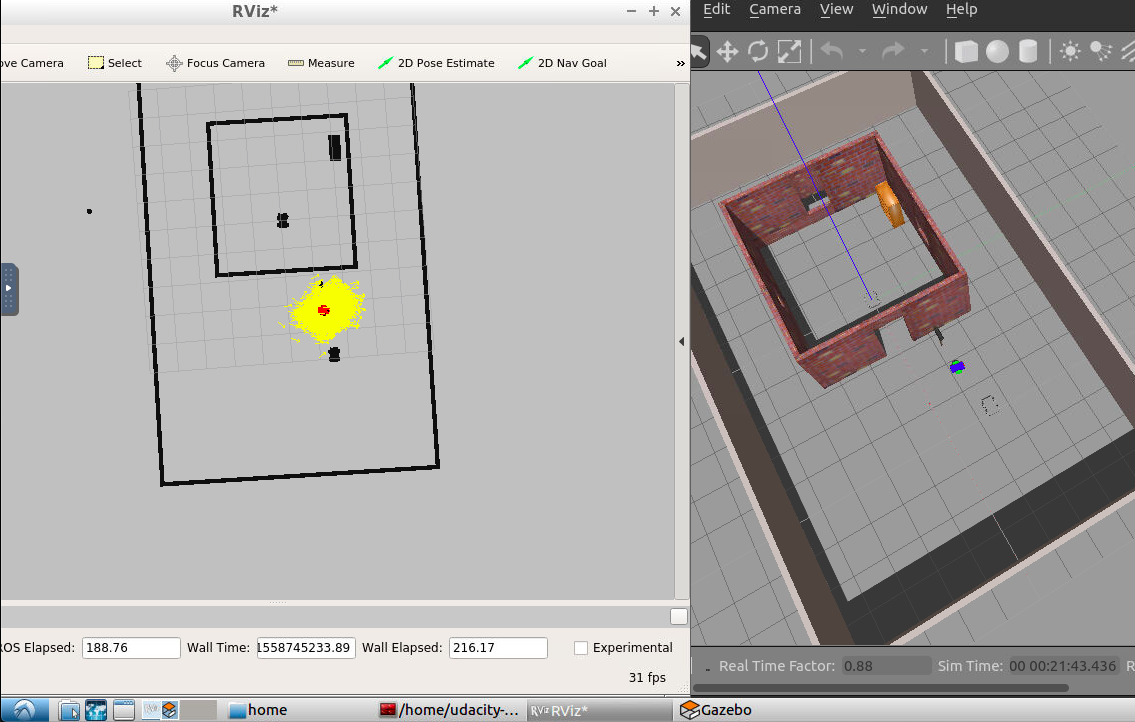 RViz*
ove Camera Select Focus Camera Measure 2D Pose Estimate 2D Nav Goal »
ROS Elapsed: 188.76 Wall Time: 1558745233.89 Wall Elapsed: 216.17 Experimental
31 fps
Edit Camera View Window Help
Real Time Factor: 0.88 Sim Time: 00 00:21:43.436 R
home /home/udacity-... RViz RViz* Gazebo